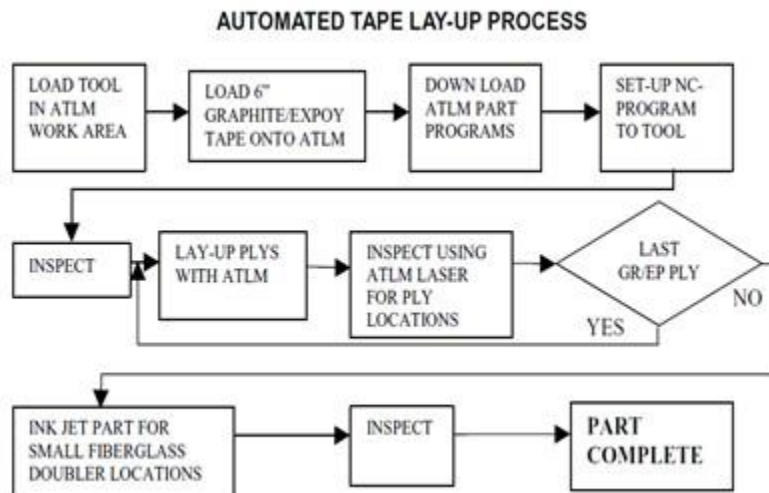 AUTOMATED TAPE LAY-UP PROCESS
LOAD TOOL
IN ATLM
WORK AREA
LOAD 6"
GRAPHITE/EXPOY
TAPE ONTO ATLM
DOWN LOAD
ATLM PART
PROGRAMS
SET-UP NC-
PROGRAM
TO TOOL
INSPECT
LAY-UP PLYS
WITH ATLM
INSPECT USING
ATLM LASER
FOR PLY
LOCATIONS
LAST
GR/EP PLY
YES
NO
INK JET PART FOR
SMALL FIBERGLASS
DOUBLER LOCATIONS
INSPECT
PART
COMPLETE